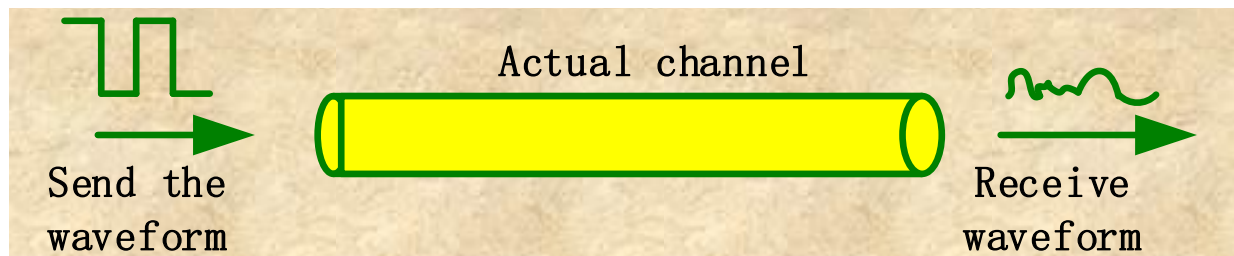 Actual channel
Send the
waveform
Receive
waveform